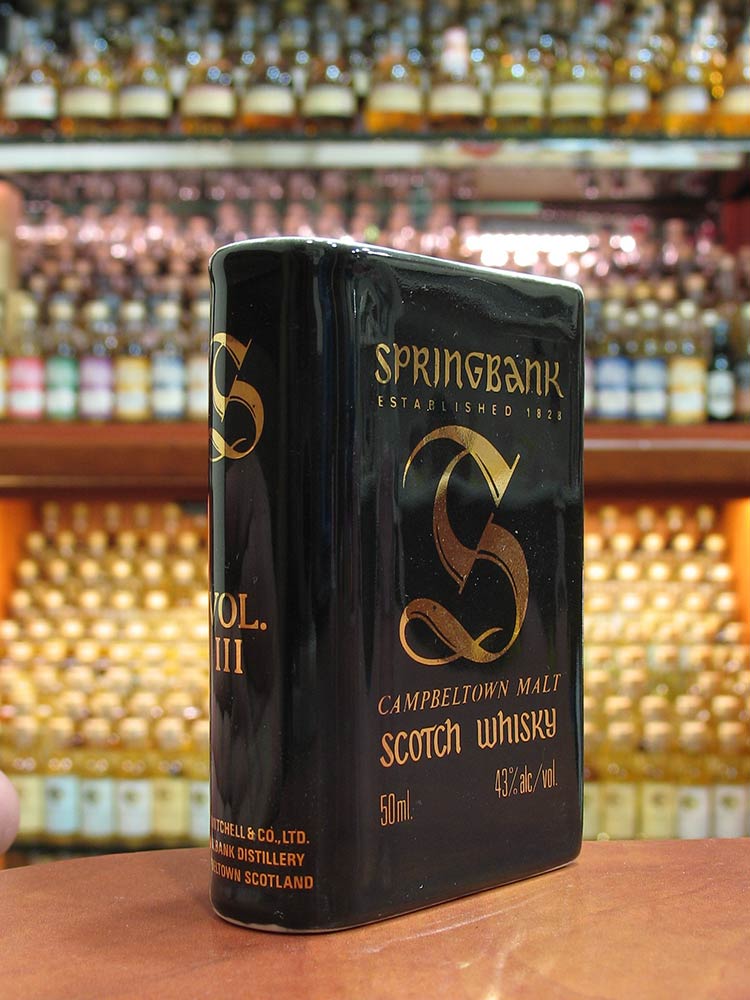 S
VOL.
III
ITCHELL & CO., LTD.
BANK DISTILLERY
ELTOWN SCOTLAND
SPRINGBANK
ESTABLISHED 1828
S
CAMPBELTOWN MALT
SCOTCH WHISKY
43% alc/vol.
50ml.